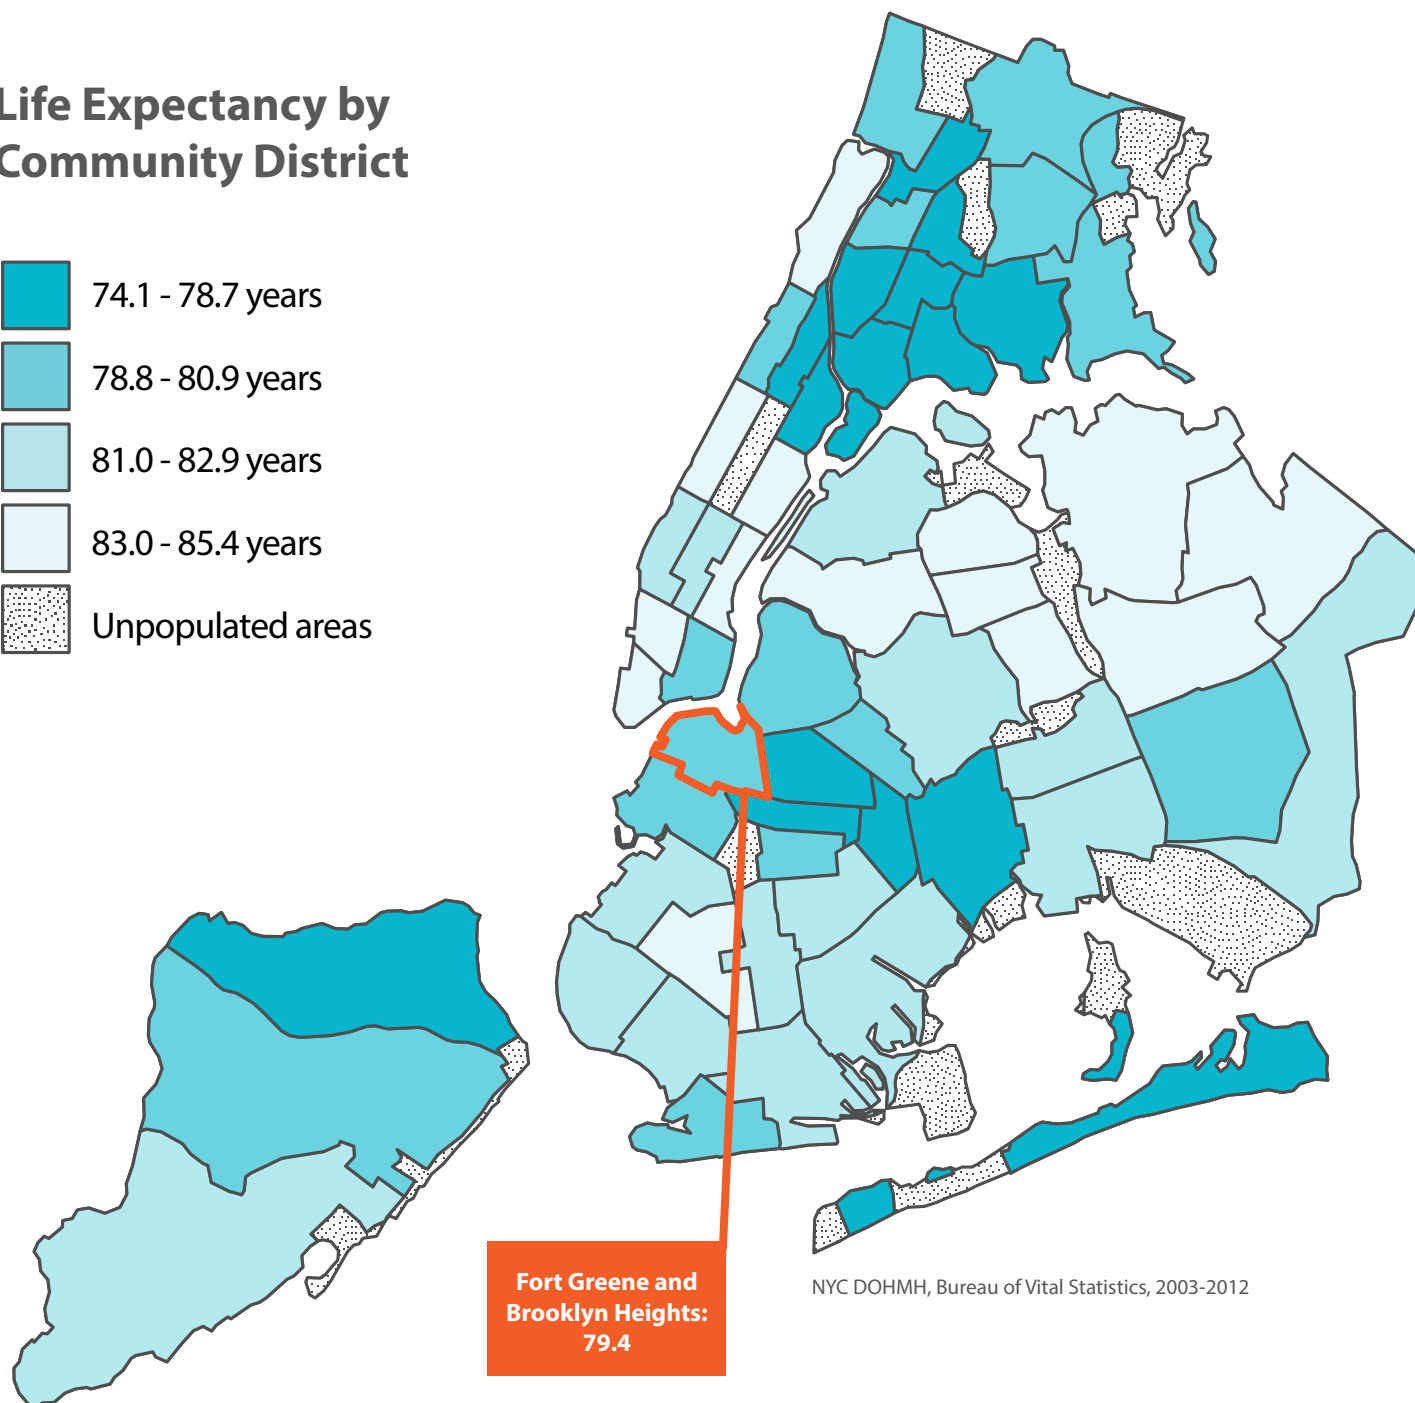 Life Expectancy by
Community District
74.1 - 78.7 years
78.8 - 80.9 years
81.0 - 82.9 years
83.0 - 85.4 years
Unpopulated areas
Fort Greene and
Brooklyn Heights:
79.4
NYC DOHMH, Bureau of Vital Statistics, 2003-2012